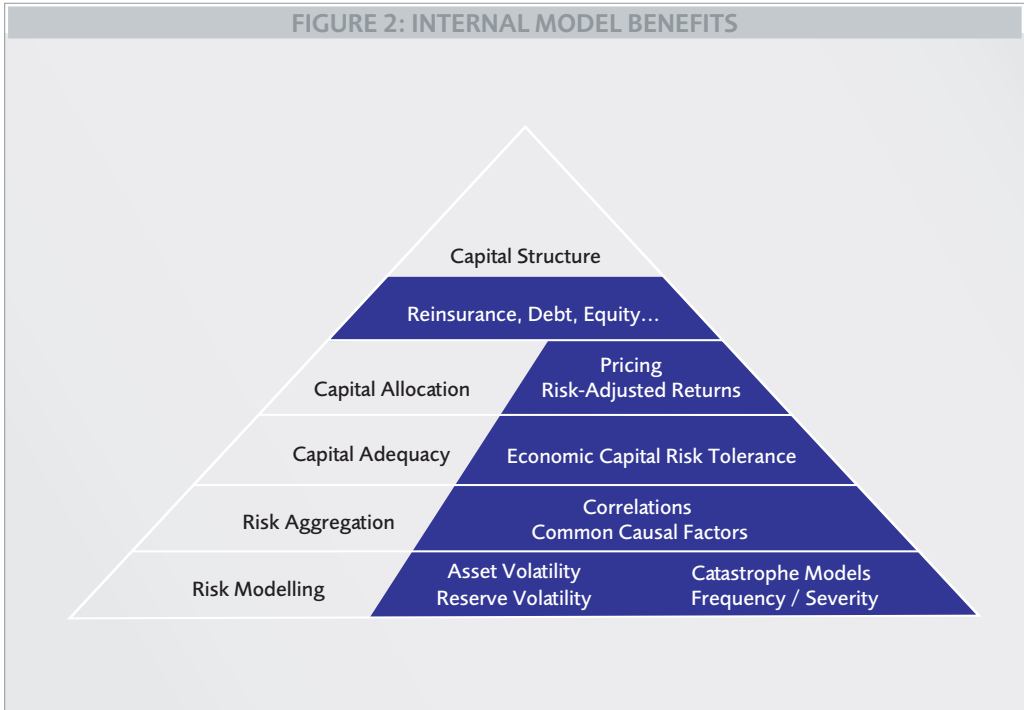 FIGURE 2: INTERNAL MODEL BENEFITS
Capital Structure
Reinsurance, Debt, Equity…
Capital Allocation
Pricing
Risk-Adjusted Returns
Capital Adequacy
Economic Capital Risk Tolerance
Risk Aggregation
Correlations
Common Causal Factors
Risk Modelling
Asset Volatility
Reserve Volatility
Catastrophe Models
Frequency / Severity